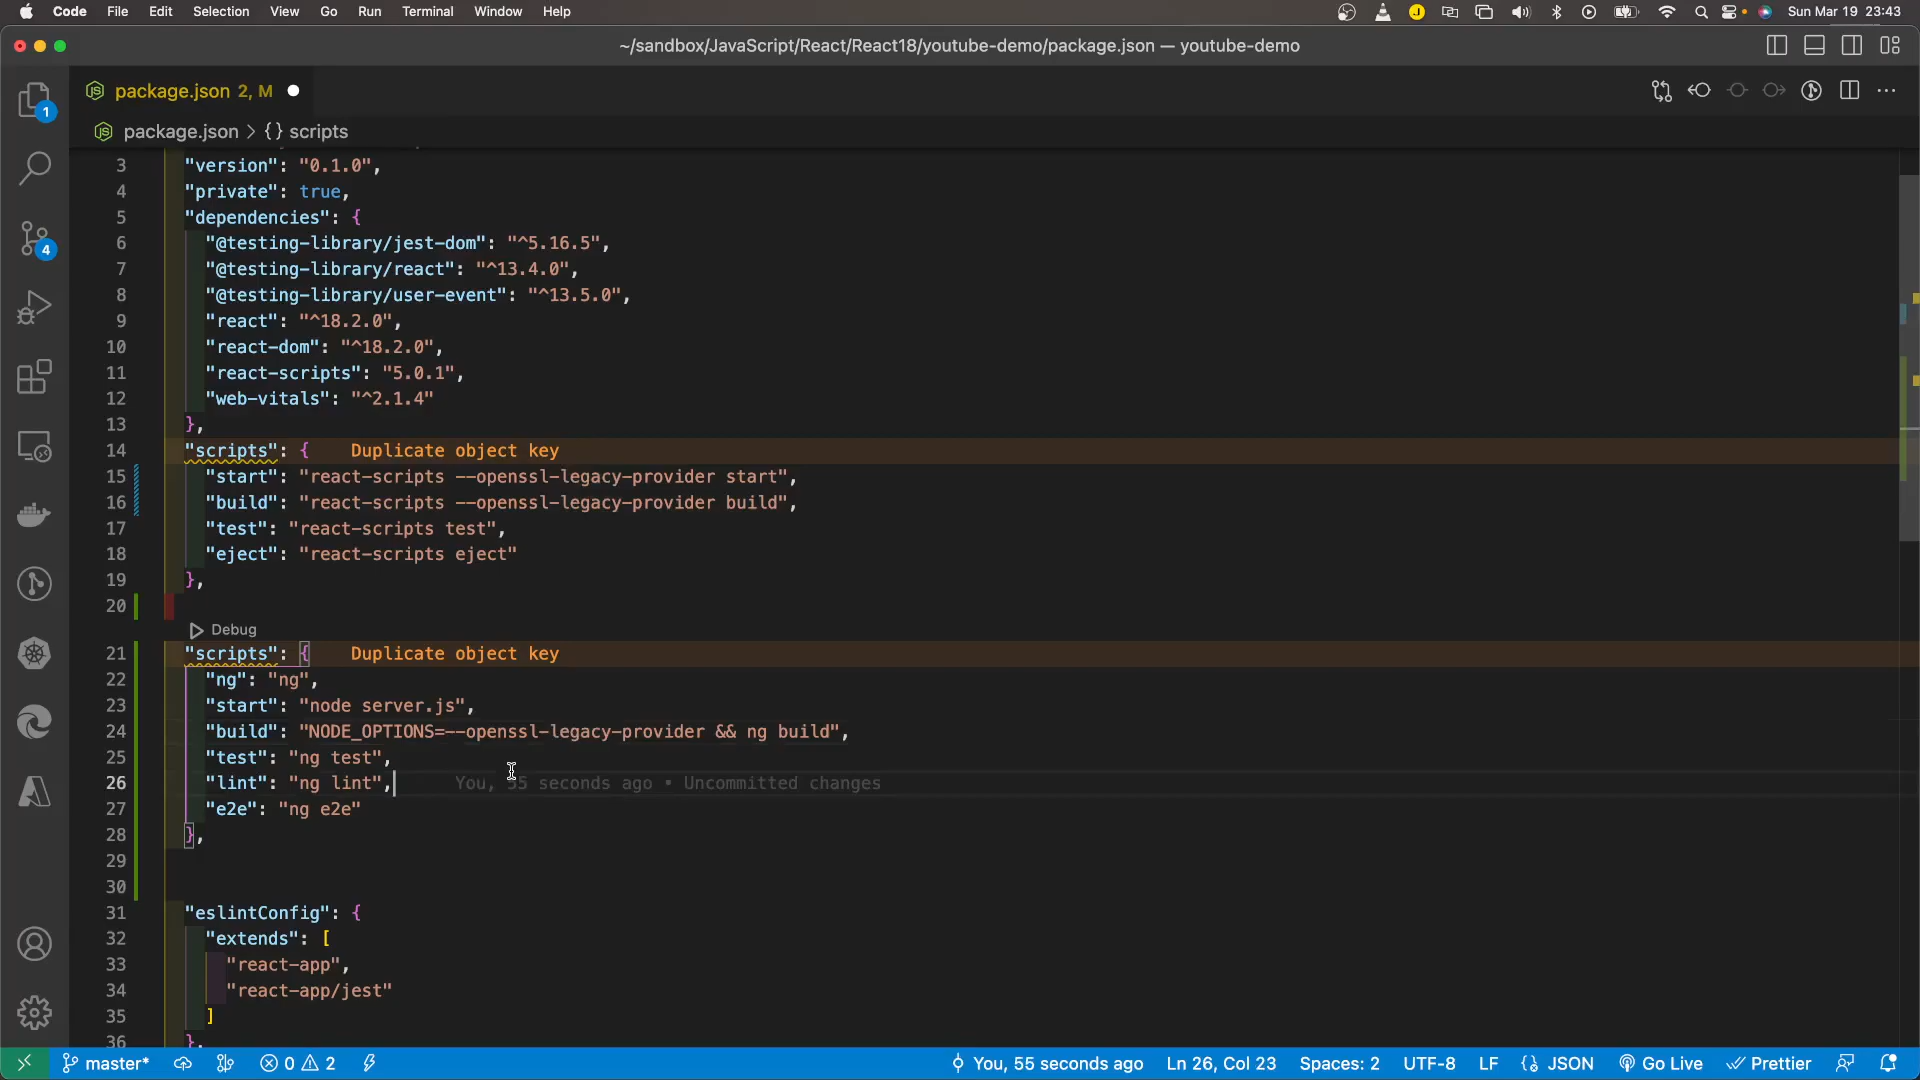 Code File Edit Selection View Go Run Terminal Window Help
J
Sun Mar 19 23:43
~/sandbox/JavaScript/React/React18/youtube-demo/package.json — youtube-demo
package.json 2, M
package.json > {} scripts
1
4
3 "version": "0.1.0",
4 "private": true,
5 "dependencies": {
6 "@testing-library/jest-dom": "^5.16.5",
7 "@testing-library/react": "^13.4.0",
8 "@testing-library/user-event": "^13.5.0",
9 "react": "^18.2.0",
10 "react-dom": "^18.2.0",
11 "react-scripts": "5.0.1",
12 "web-vitals": "^2.1.4"
13 },
14 "scripts": { Duplicate object key
15 "start": "react-scripts --openssl-legacy-provider start",
16 "build": "react-scripts --openssl-legacy-provider build",
17 "test": "react-scripts test",
18 "eject": "react-scripts eject"
19 },
20
Debug
21 "scripts": { Duplicate object key
22 "ng": "ng",
23 "start": "node server.js",
24 "build": "NODE_OPTIONS=--openssl-legacy-provider && ng build",
25 "test": "ng test",
26 "lint": "ng lint", You, 55 seconds ago • Uncommitted changes
27 "e2e": "ng e2e"
28 },
29
30
31 "eslintConfig": {
32 "extends": [
33 "react-app",
34 "react-app/jest"
35 ]
36 },
master* 0 2 You, 55 seconds ago Ln 26, Col 23 Spaces: 2 UTF-8 LF {} JSON Go Live Prettier